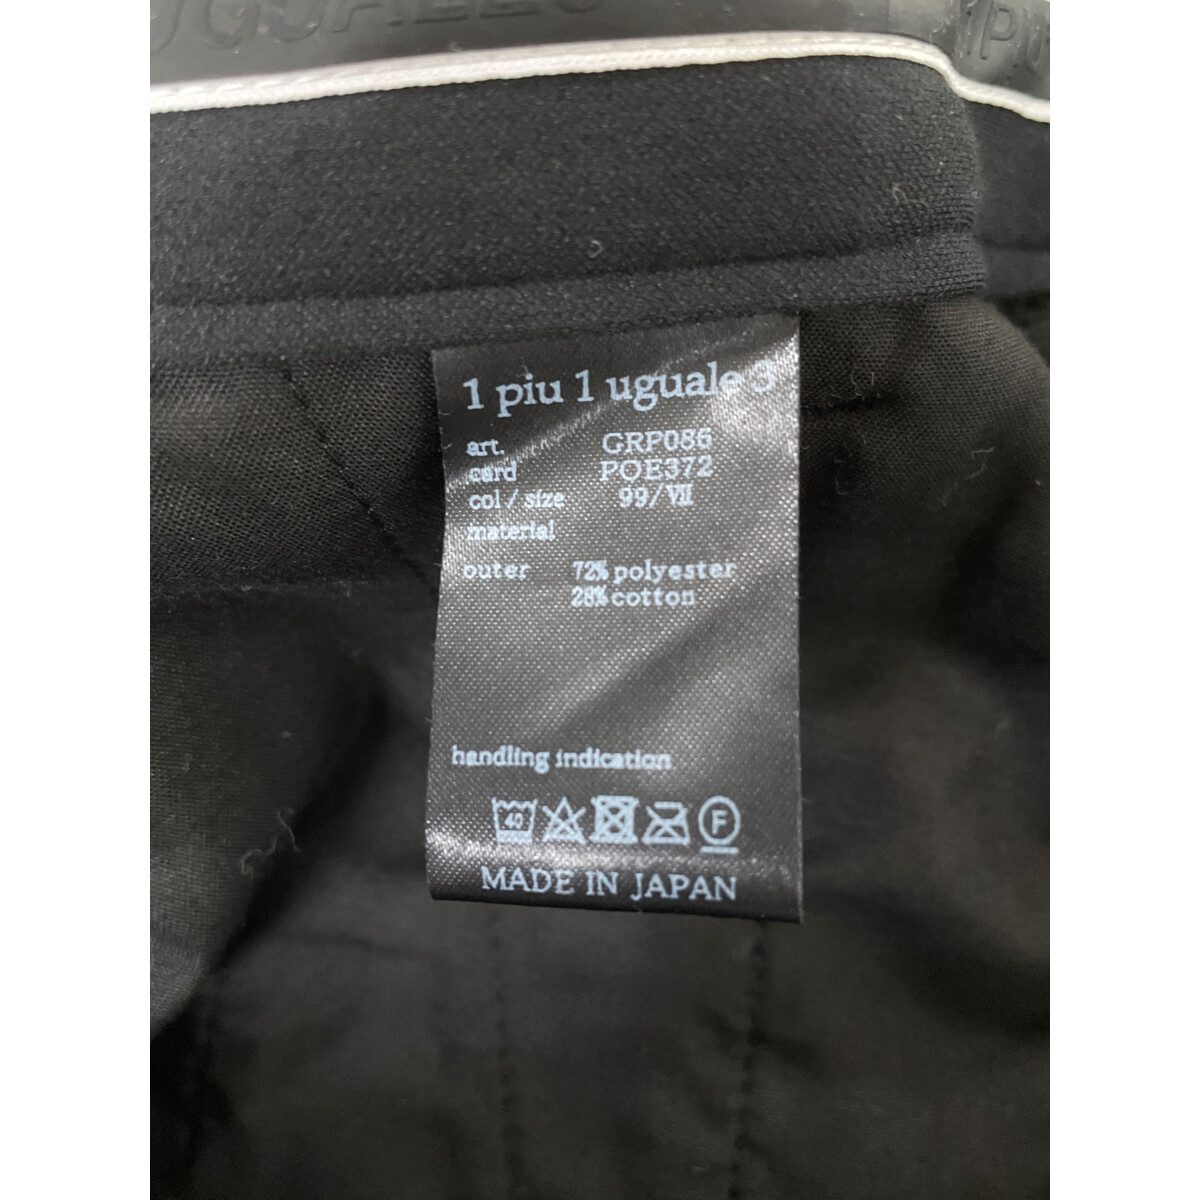 1 piu 1 uguale 3
art. GRP086
card POE372
col / size 99/Ⅶ
material
outer 72% polyester
28% cotton
handling indication
40 F
MADE IN JAPAN